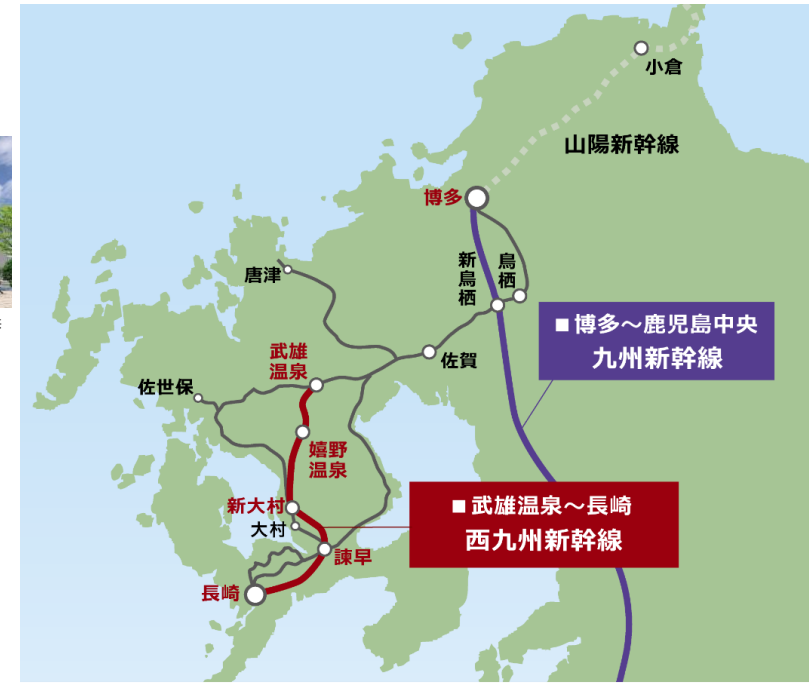 小倉
山陽新幹線
博多
新鳥栖
鳥栖
唐津
■博多～鹿児島中央
九州新幹線
佐賀
武雄
温泉
佐世保
嬉野
温泉
新大村
大村
■武雄温泉～長崎
西九州新幹線
諫早
長崎